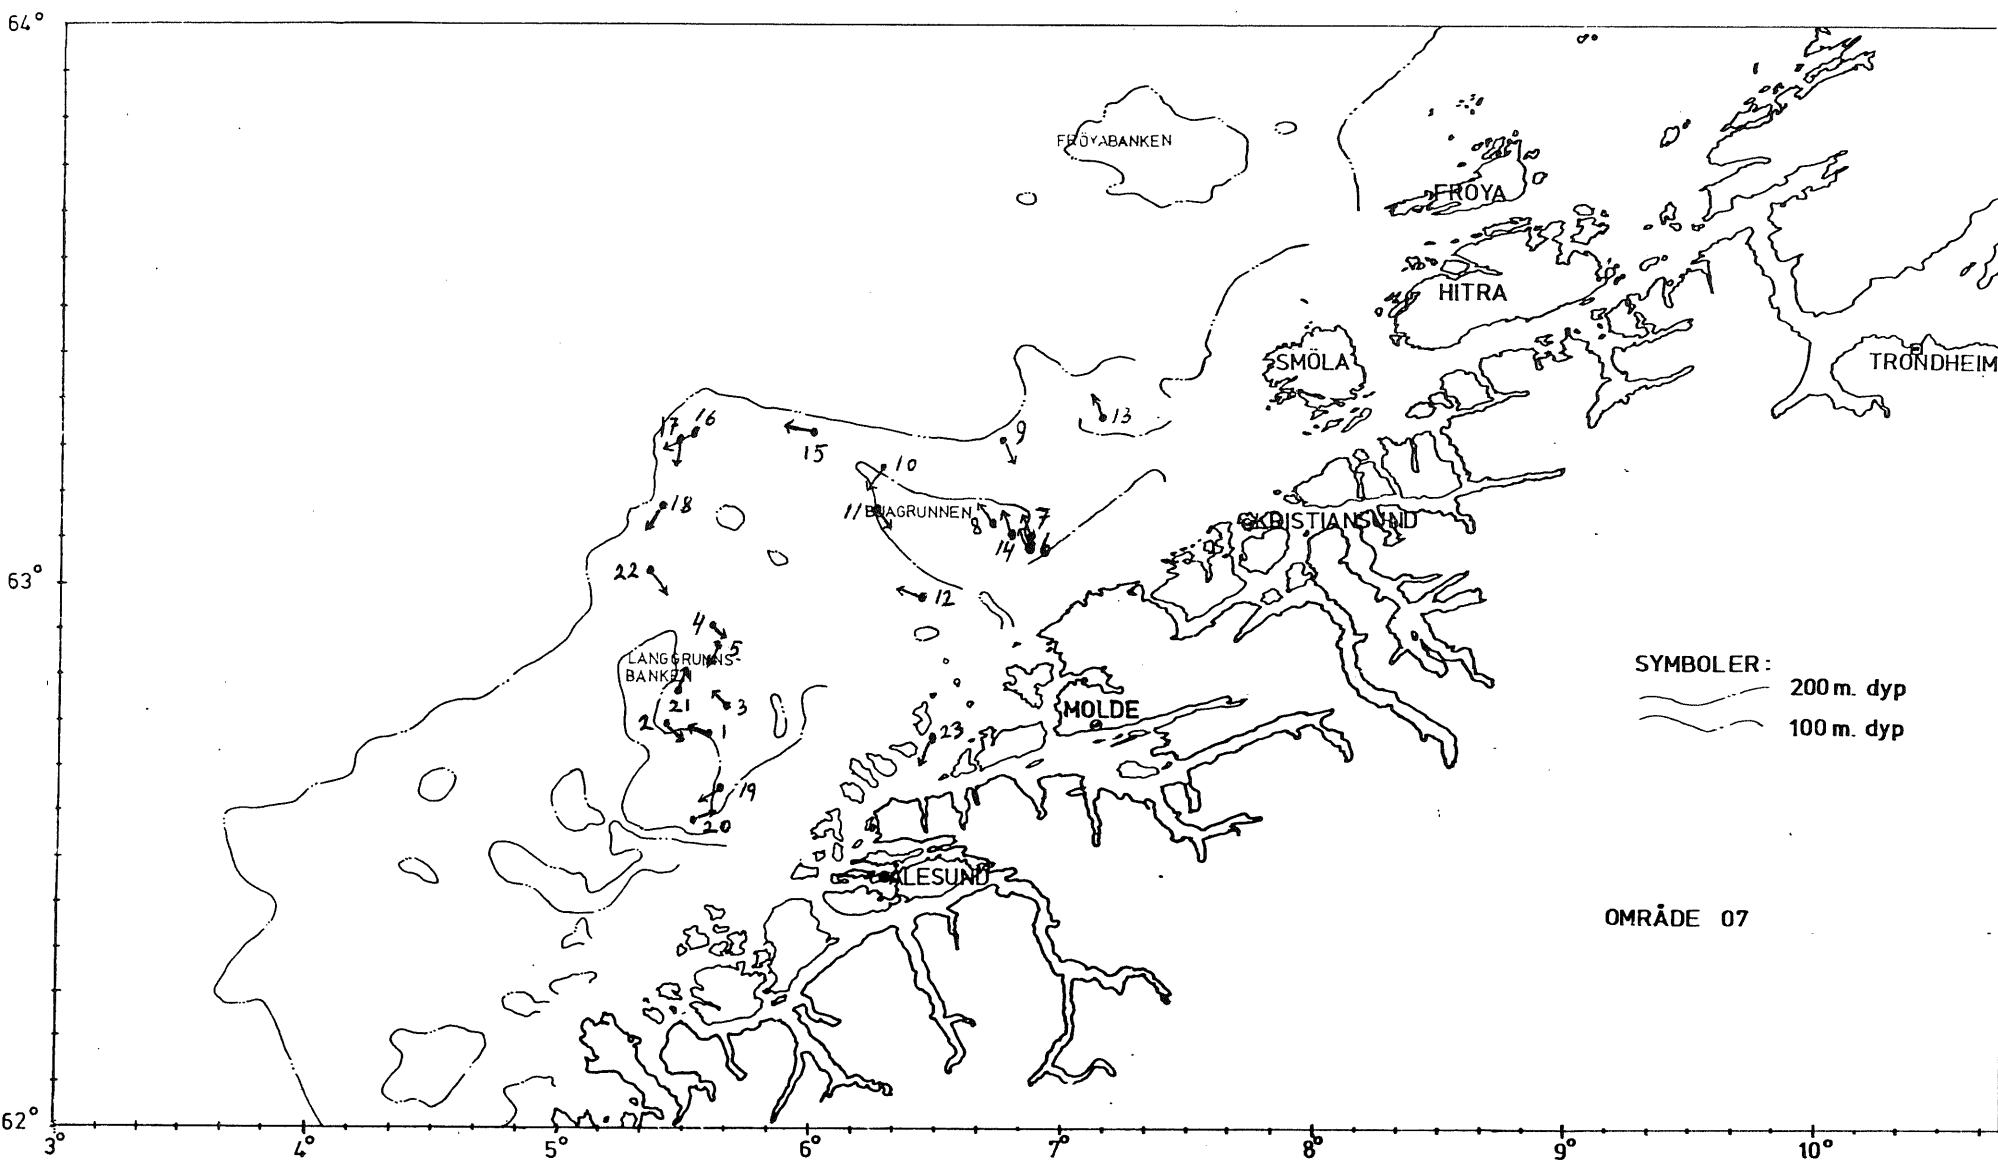 64°
FRÖYABANKEN
FRÖYA
HITRA
SMÖLA
TRONDHEIM
13
16
17
15
9
10
18
11
BUAGRUNNEN
8
7
14
6
KRISTIANSUND
63°
22
12
4
5
LANGGRUNNS-
BANKEN
SYMBOLER:
200 m. dyp
100 m. dyp
21
3
MOLDE
2
1
23
19
20
ÅLESUND
OMRÅDE 07
62°
3°
4°
5°
6°
7°
8°
9°
10°